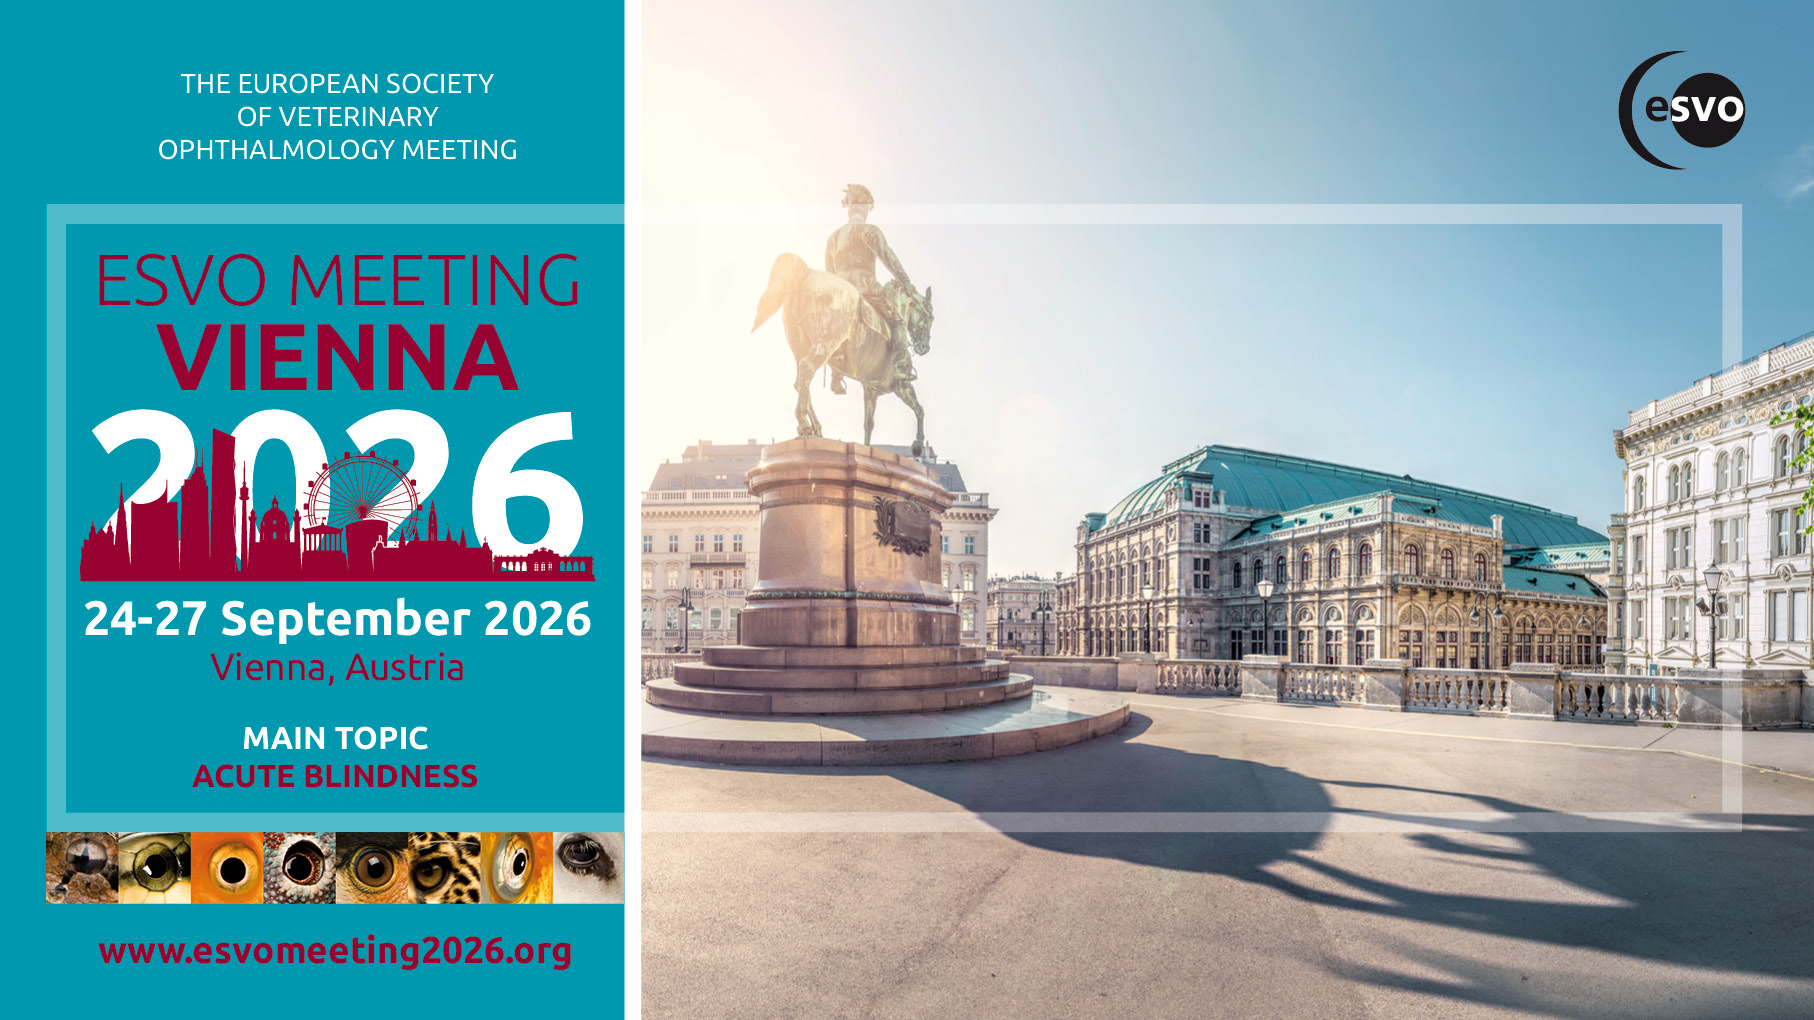 THE EUROPEAN SOCIETY
OF VETERINARY
OPHTHALMOLOGY MEETING
ESVO MEETING
VIENNA
2026
24-27 September 2026
Vienna, Austria
MAIN TOPIC
ACUTE BLINDNESS
www.esvomeeting2026.org
esvo